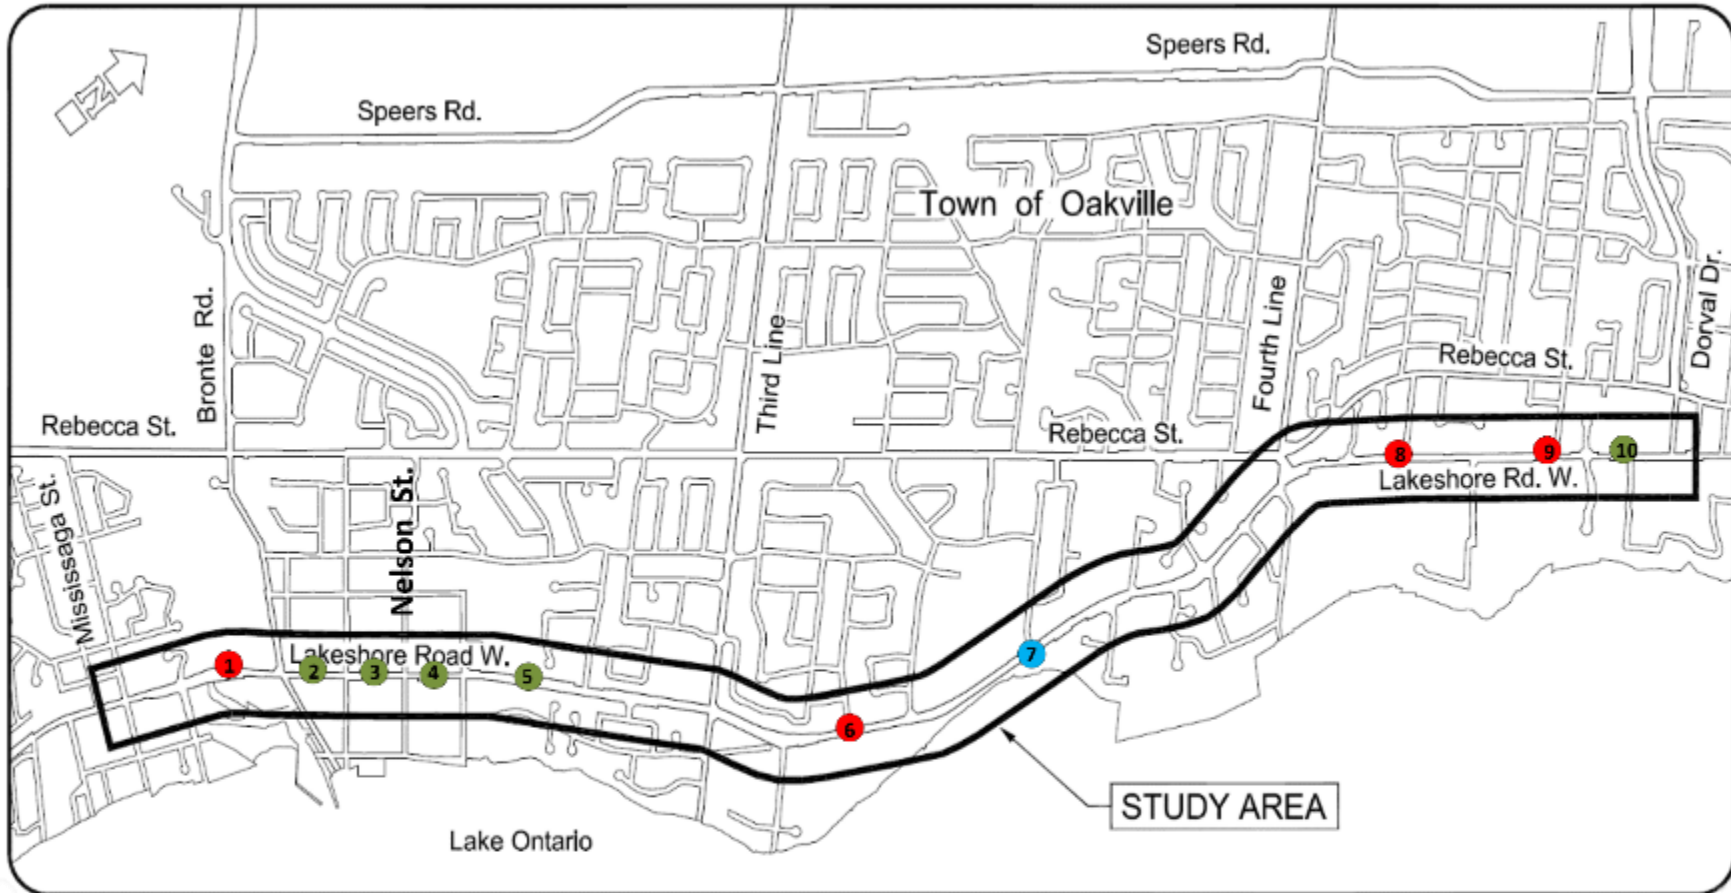 Speers Rd.
Speers Rd.
N
Town of Oakville
Bronte Rd.
Third Line
Fourth Line
Dorval Dr.
Rebecca St.
Rebecca St.
Rebecca St.
Mississaga St.
Nelson St.
8
9
10
Lakeshore Rd. W.
Lakeshore Road W.
1
2
3
4
5
6
7
STUDY AREA
Lake Ontario